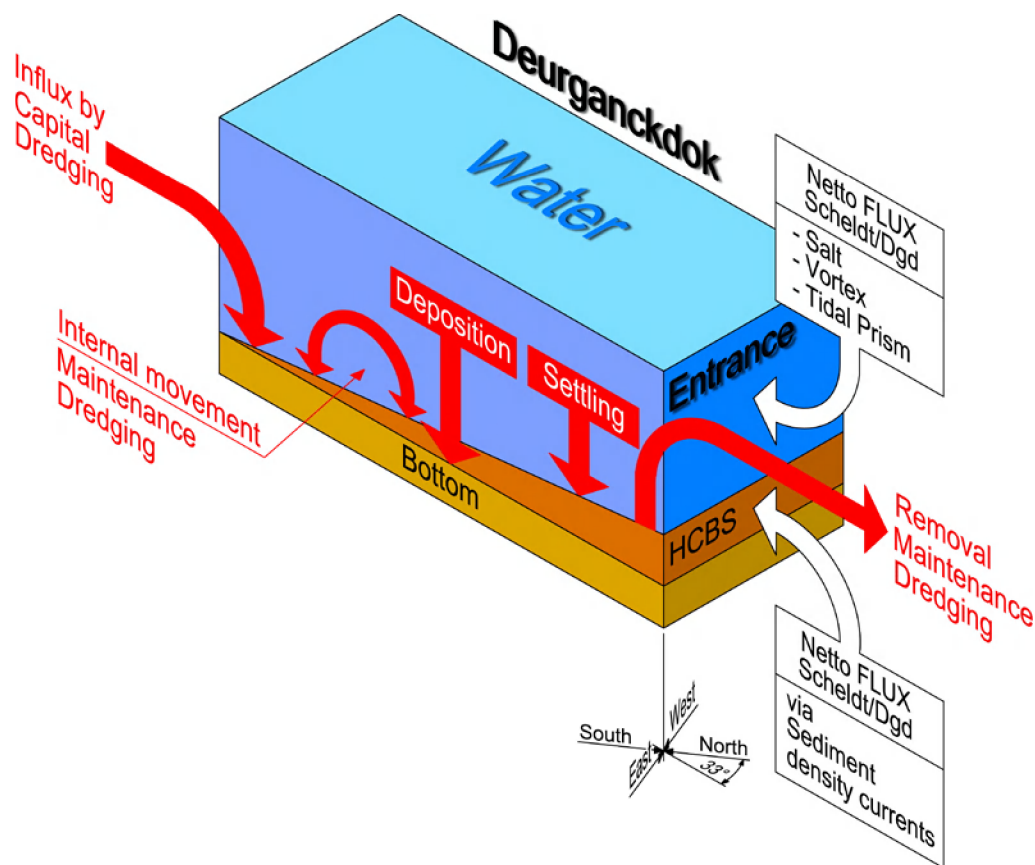 Deurganckdok
Water
Influx by
Capital
Dredging
Netto FLUX
Scheldt/Dgd
- Salt
- Vortex
- Tidal Prism
Deposition
Settling
Entrance
Internal movement
Maintenance
Dredging
Bottom
HCBS
Removal
Maintenance
Dredging
Netto FLUX
Scheldt/Dgd
via
Sediment
density currents
West
South
North
East
33°